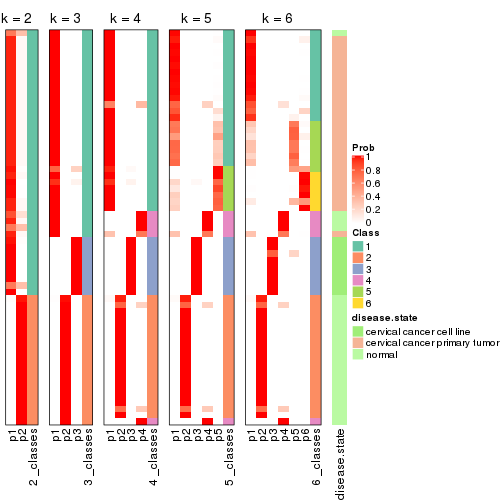 k = 2 k = 3 k = 4 k = 5 k = 6
Prob
1
0.8
0.6
0.4
0.2
0
Class
1
2
3
4
5
6
disease.state
cervical cancer cell line
cervical cancer primary tumor
normal
p1 p2 2_classes p1 p2 p3 3_classes p1 p2 p3 p4 4_classes p1 p2 p3 p4 p5 5_classes p1 p2 p3 p4 p5 p6 6_classes disease.state